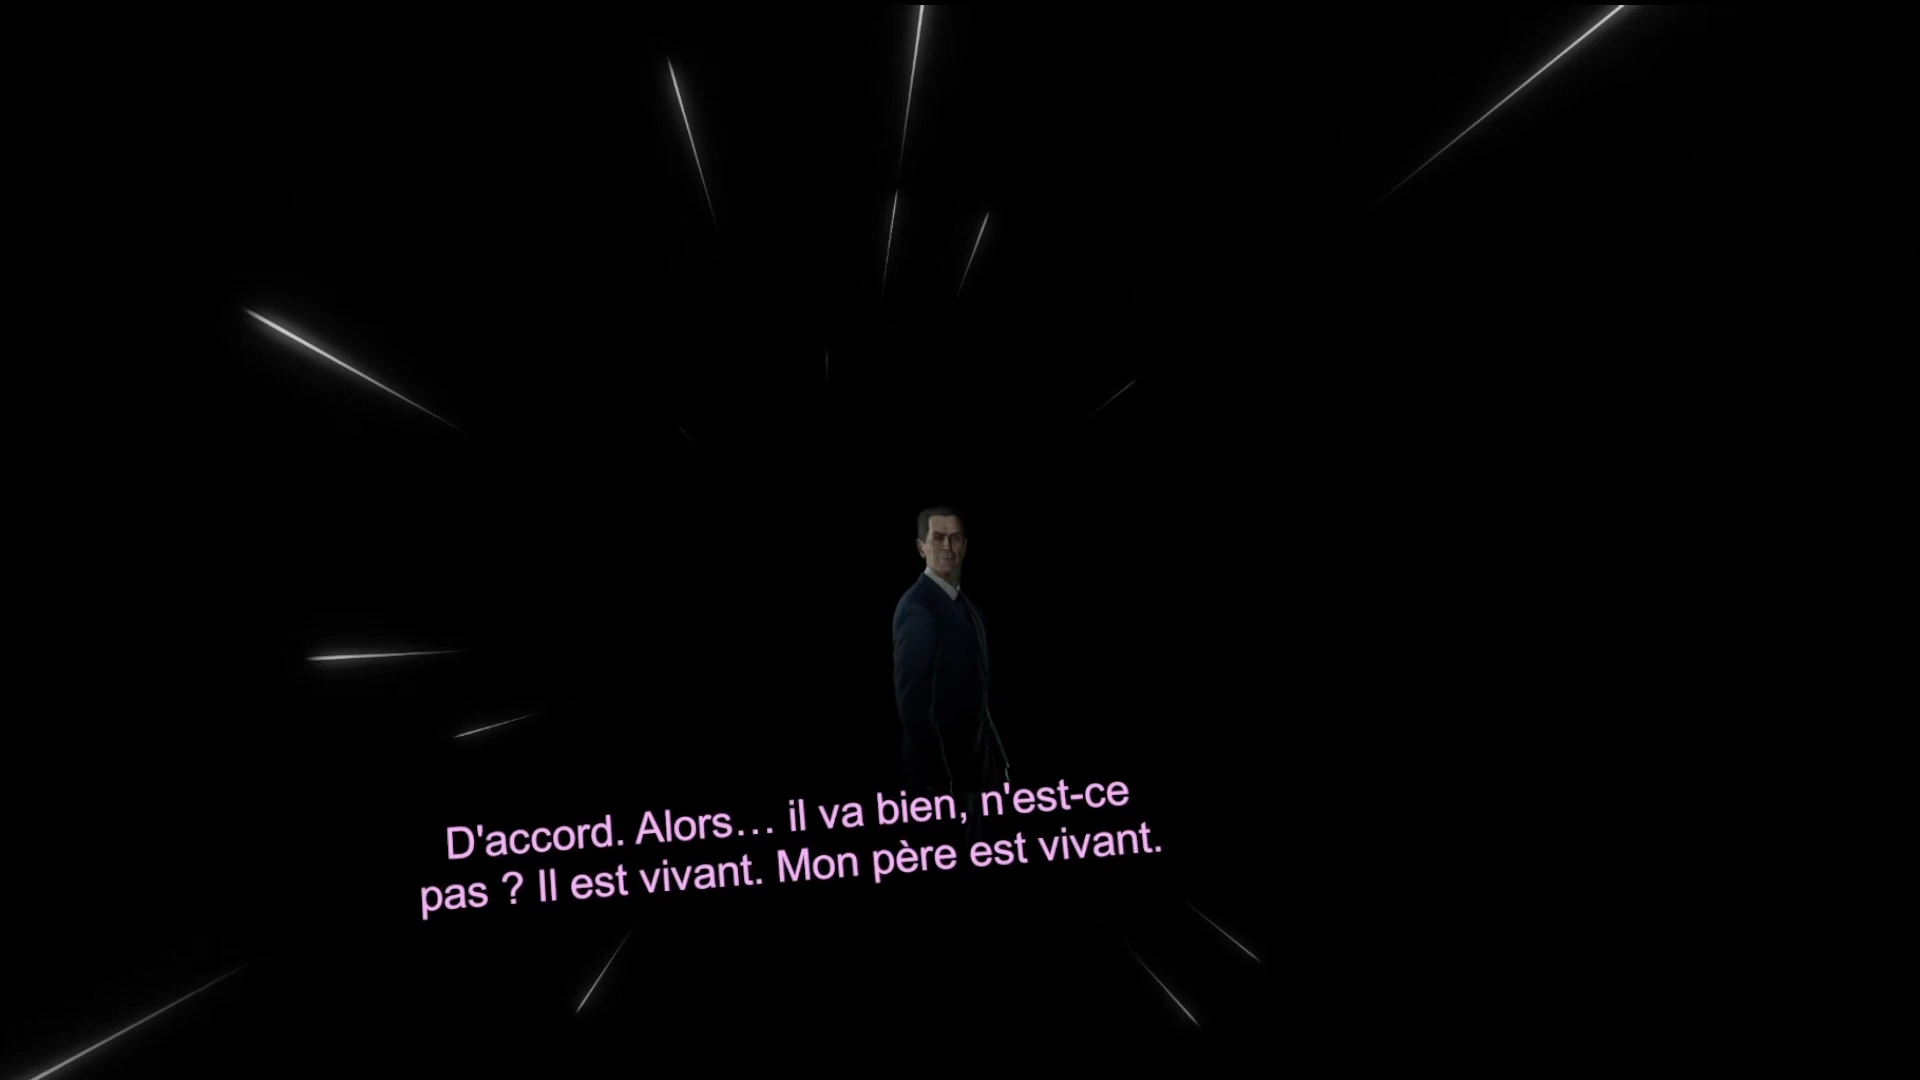 D'accord. Alors… il va bien, n'est-ce
pas ? Il est vivant. Mon père est vivant.